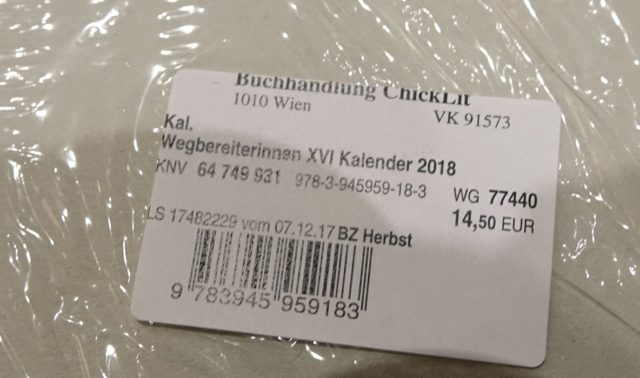 Buchhandlung ChickLit
1010 Wien VK 91573
Kal.
Wegbereiterinnen XVI Kalender 2018
KNV 64 749 931 978-3-945959-18-3 WG 77440
14,50 EUR
LS 17482229 vom 07.12.17 BZ Herbst
9 783945 959183